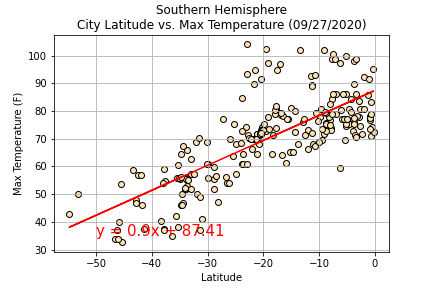 Southern Hemisphere
City Latitude vs. Max Temperature (09/27/2020)
Max Temperature (F)
100
90
80
70
60
50
40
30
y = 0.9x + 87.41
−50
−40
−30
−20
−10
0
Latitude